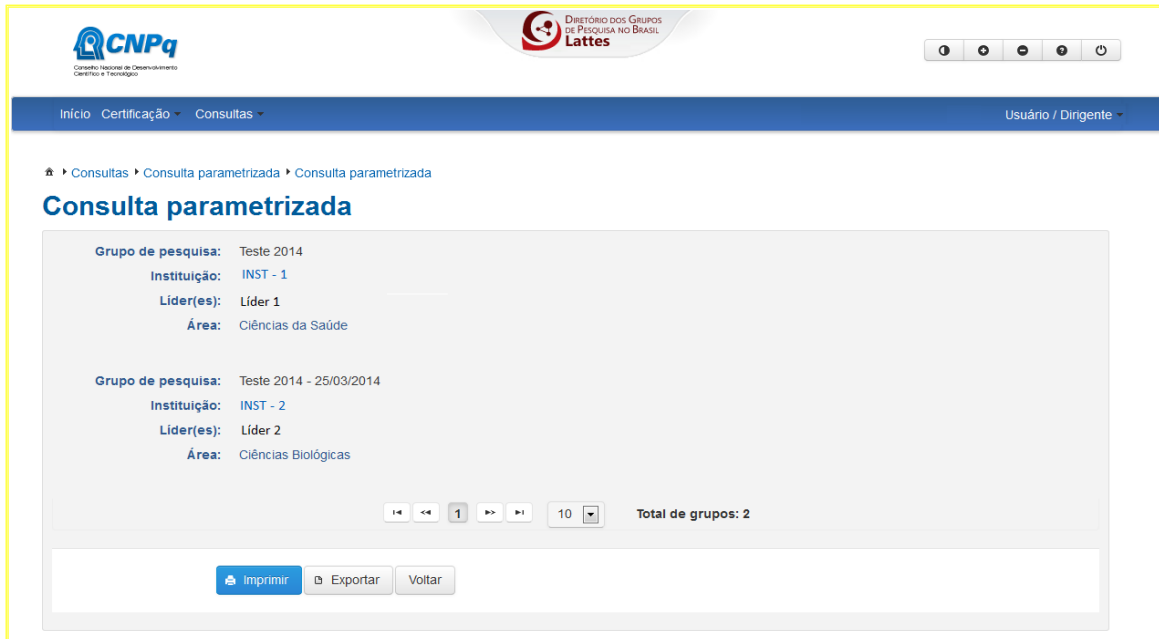 CNPq
Conselho Nacional de Desenvolvimento
Científico e Tecnológico
DIRETÓRIO DOS GRUPOS
DE PESQUISA NO BRASIL
Lattes
Início Certificação Consultas Usuário / Dirigente
Consultas Consulta parametrizada Consulta parametrizada
Consulta parametrizada
Grupo de pesquisa: Teste 2014
Instituição: INST - 1
Líder(es): Líder 1
Área: Ciências da Saúde
Grupo de pesquisa: Teste 2014 - 25/03/2014
Instituição: INST - 2
Líder(es): Líder 2
Área: Ciências Biológicas
1 10 Total de grupos: 2
Imprimir Exportar Voltar